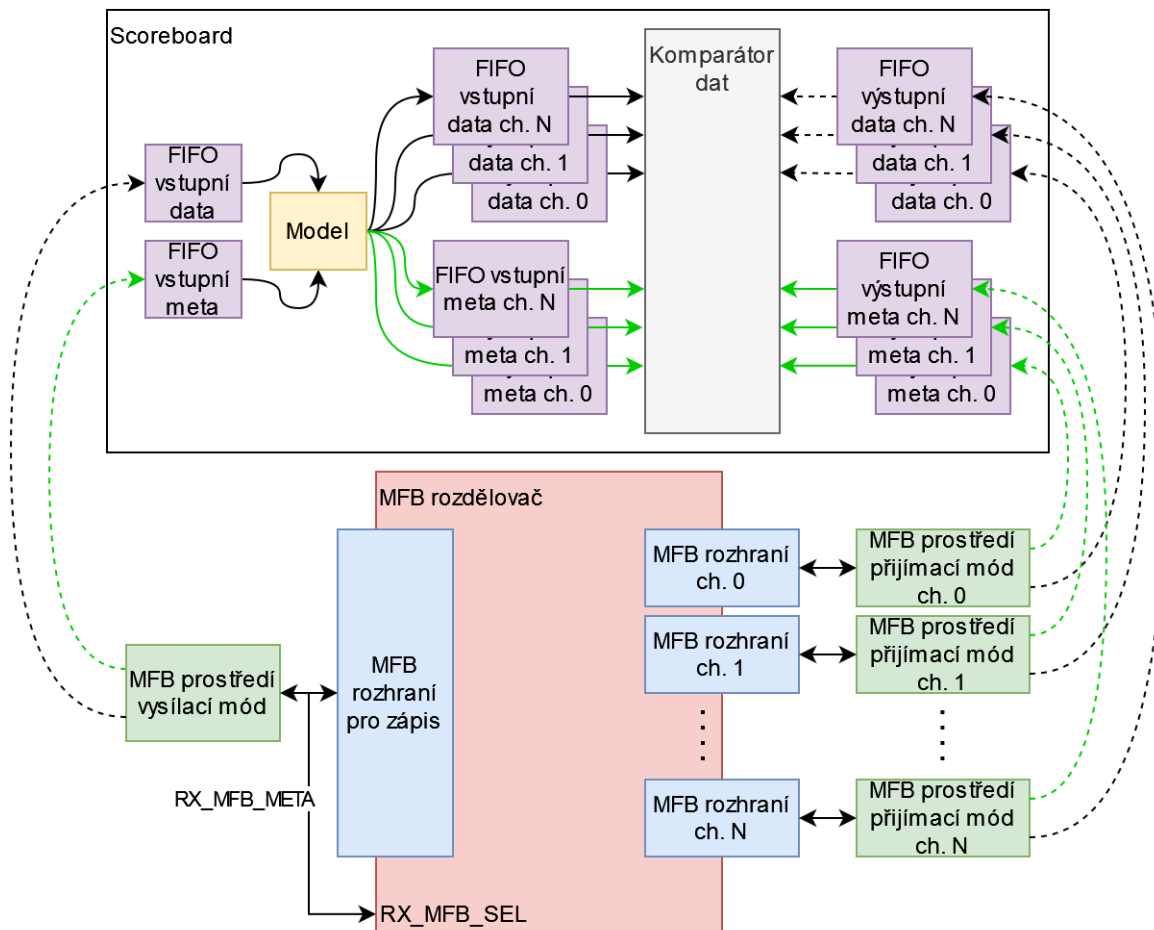 Scoreboard
FIFO
vstupní
data
FIFO
vstupní
meta
Model
FIFO
vstupní
data ch. N
data ch. 1
data ch. 0
FIFO vstupní
meta ch. N
meta ch. 1
meta ch. 0
Komparátor
dat
FIFO
výstupní
data ch. N
data ch. 1
data ch. 0
FIFO
výstupní
meta ch. N
meta ch. 1
meta ch. 0
MFB rozdělovač
MFB prostředí
vysílací mód
MFB
rozhraní
pro zápis
RX_MFB_META
RX_MFB_SEL
MFB rozhraní
ch. 0
MFB prostředí
přijímací mód
ch. 0
MFB rozhraní
ch. 1
MFB prostředí
přijímací mód
ch. 1
MFB rozhraní
ch. N
MFB prostředí
přijímací mód
ch. N